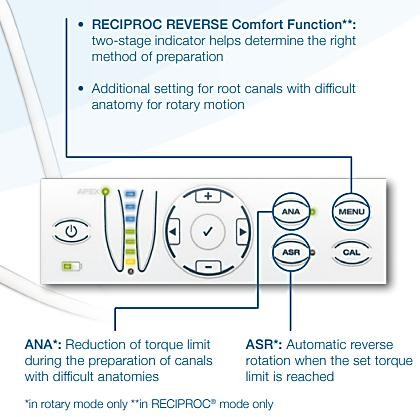 • RECIPROC REVERSE Comfort Function**:
two-stage indicator helps determine the right
method of preparation
• Additional setting for root canals with difficult
anatomy for rotary motion
APEX
+
ANA
MENU
✓
ASR
CAL
−
ANA*: Reduction of torque limit
during the preparation of canals
with difficult anatomies
ASR*: Automatic reverse
rotation when the set torque
limit is reached
*in rotary mode only **in RECIPROC® mode only